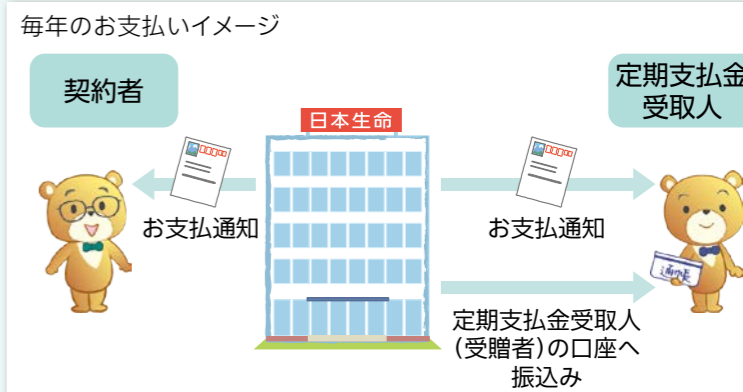 毎年のお支払いイメージ
契約者
定期支払金
受取人
日本生命
お支払通知
お支払通知
通帳
定期支払金受取人
(受贈者)の口座へ
振込み